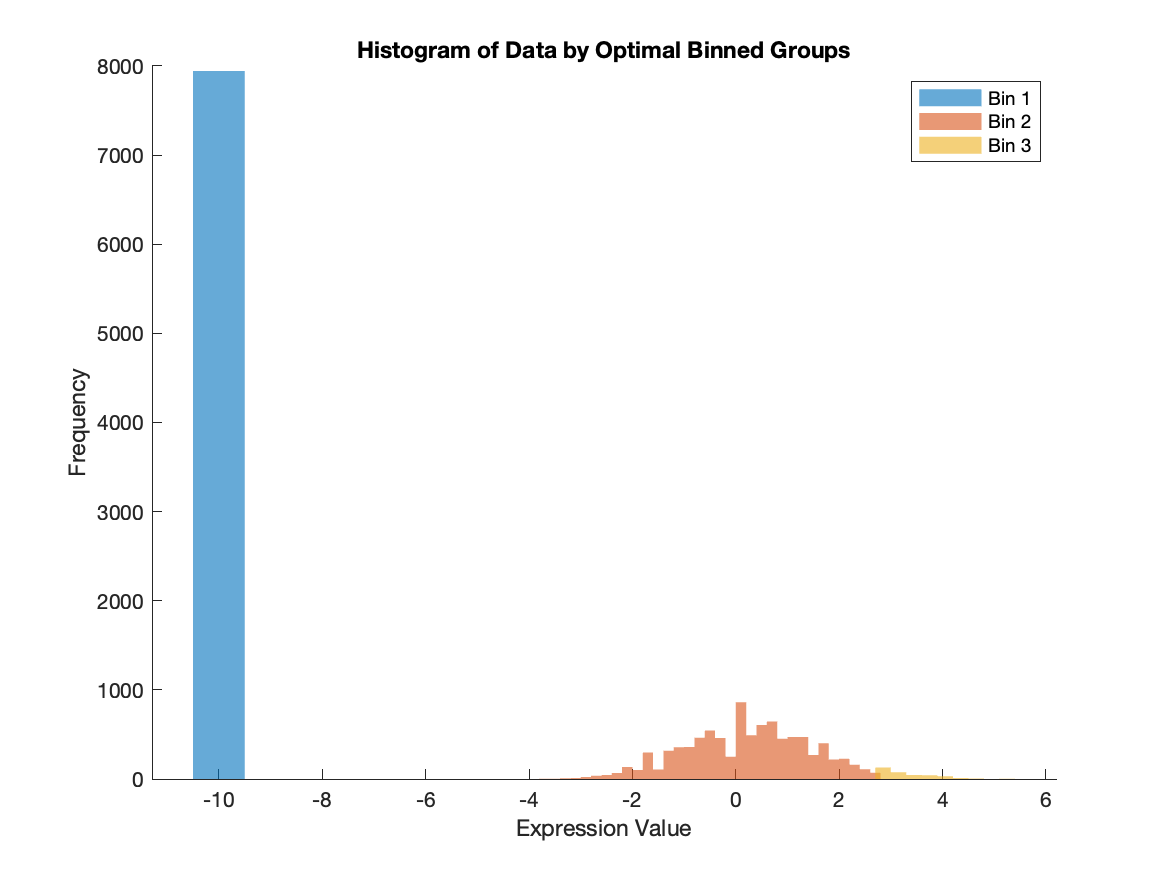 Histogram of Data by Optimal Binned Groups
8000
7000
6000
5000
4000
3000
2000
1000
0
Frequency
Bin 1
Bin 2
Bin 3
-10 -8 -6 -4 -2 0 2 4 6
Expression Value